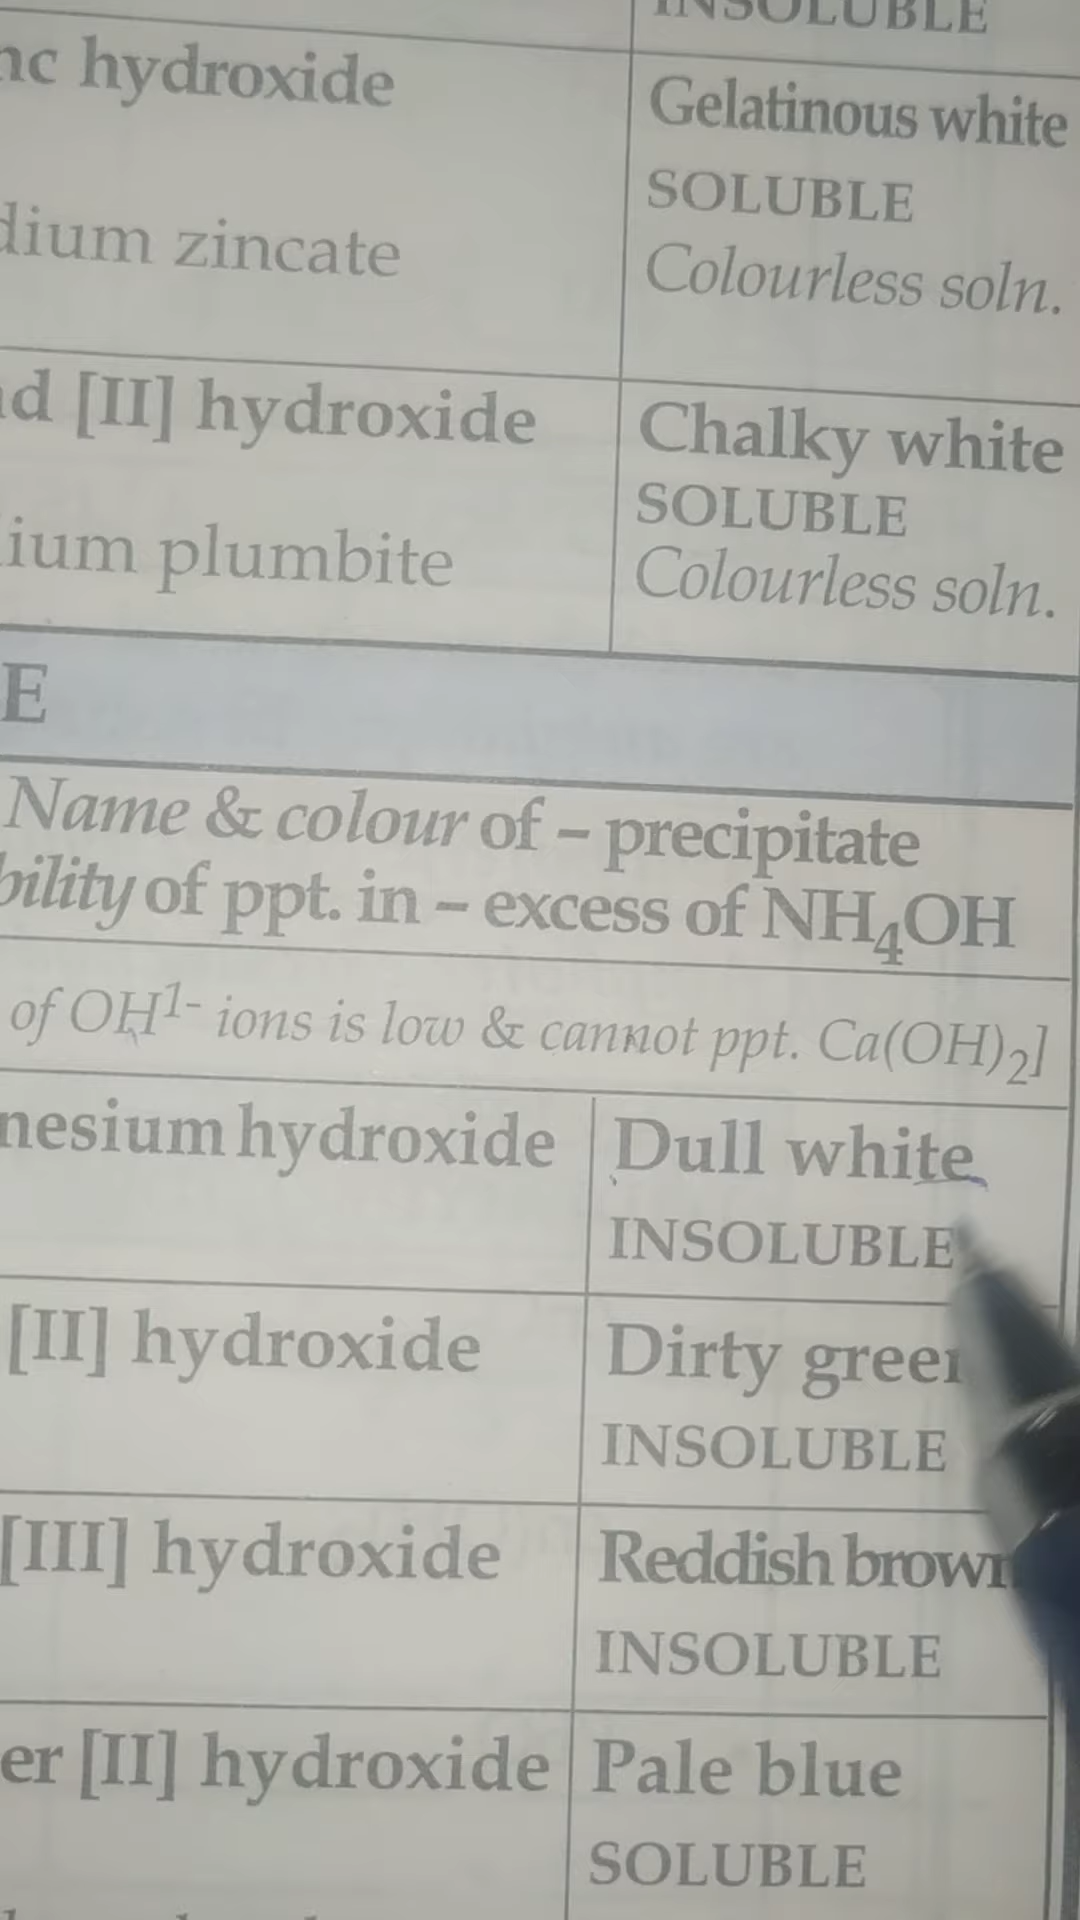 INSOLUBLE
nc hydroxide Gelatinous white
SOLUBLE
dium zincate Colourless soln.
d [II] hydroxide Chalky white
SOLUBLE
ium plumbite Colourless soln.
E
Name & colour of – precipitate
bility of ppt. in – excess of NH₄OH
of OH¹⁻ ions is low & cannot ppt. Ca(OH)₂]
nesium hydroxide Dull white
INSOLUBLE
[II] hydroxide Dirty green
INSOLUBLE
[III] hydroxide Reddish brown
INSOLUBLE
er [II] hydroxide Pale blue
SOLUBLE